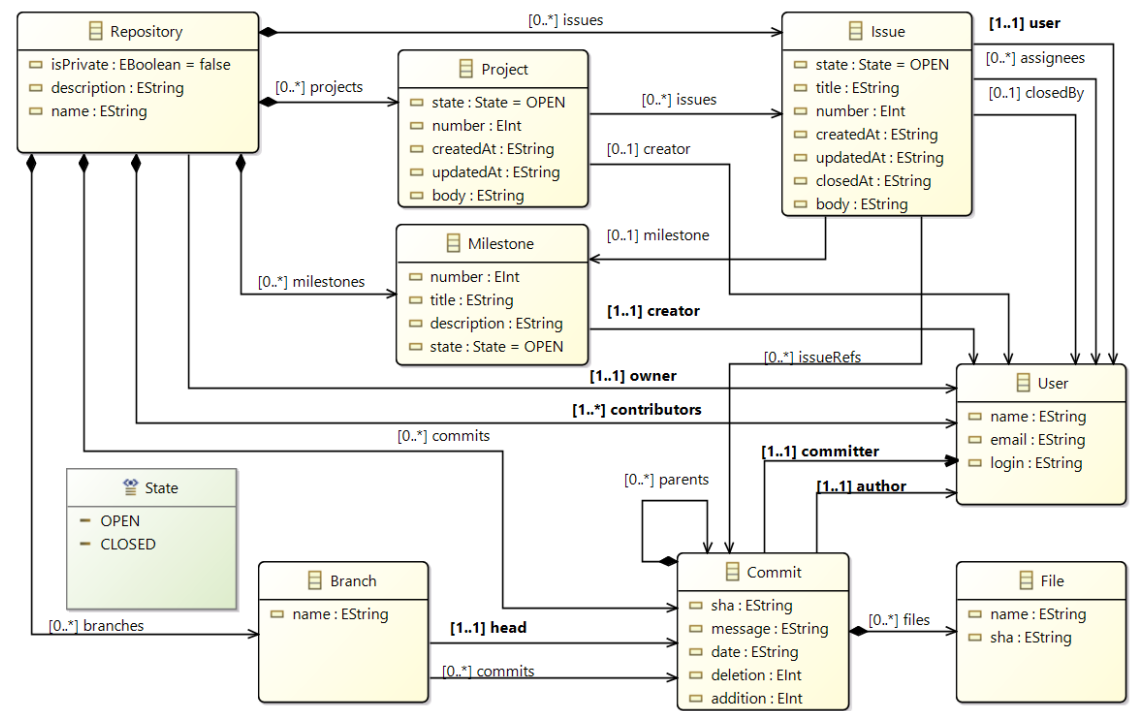 Repository
isPrivate : EBoolean = false
description : EString
name : EString
[0..*] issues
Issue
state : State = OPEN
title : EString
number : EInt
createdAt : EString
updatedAt : EString
closedAt : EString
body : EString
[1..1] user
[0..*] assignees
[0..1] closedBy
[0..*] projects
Project
state : State = OPEN
number : EInt
createdAt : EString
updatedAt : EString
body : EString
[0..*] issues
[0..1] creator
[0..1] milestone
Milestone
number : EInt
title : EString
description : EString
state : State = OPEN
[0..*] milestones
[1..1] creator
[0..*] issueRefs
[1..1] owner
[1..*] contributors
[0..*] commits
User
name : EString
email : EString
login : EString
[1..1] committer
[1..1] author
[0..*] parents
State
OPEN
CLOSED
[0..*] branches
Branch
name : EString
[1..1] head
[0..*] commits
Commit
sha : EString
message : EString
date : EString
deletion : EInt
addition : EInt
[0..*] files
File
name : EString
sha : EString